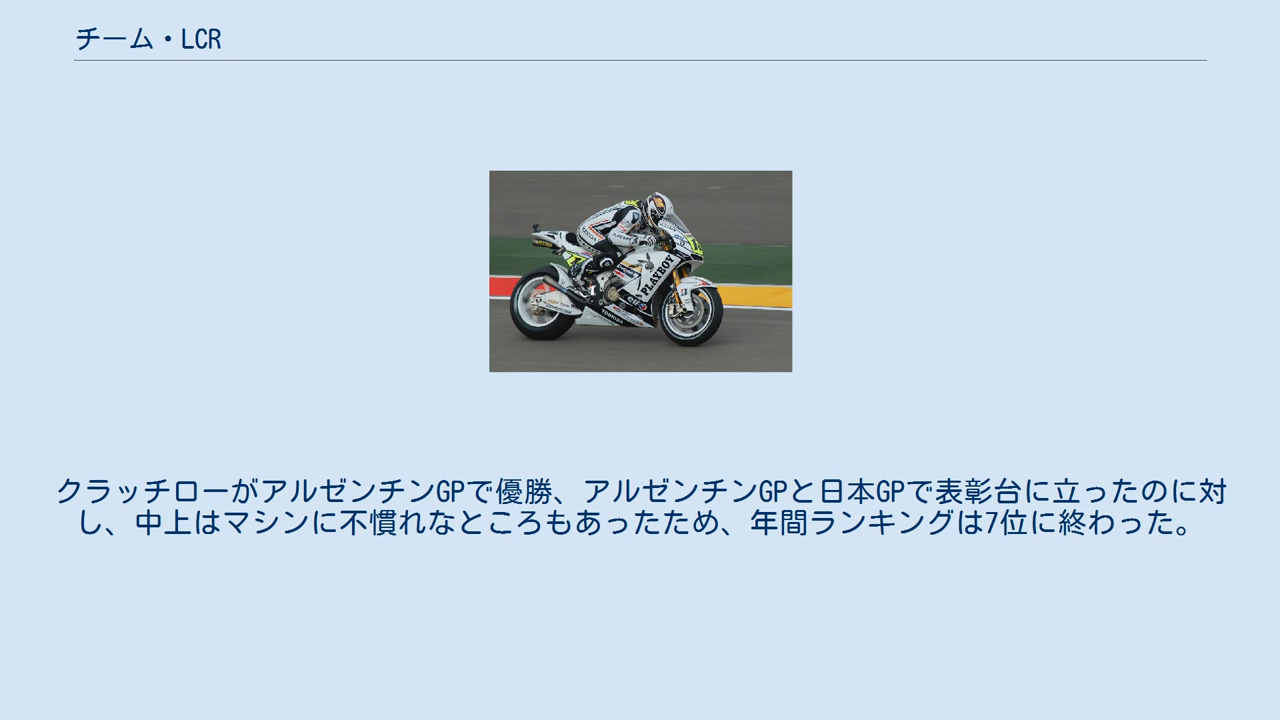 チーム・LCR
PLAYBOY
elf
TOSHIBA
クラッチローがアルゼンチンGPで優勝、アルゼンチンGPと日本GPで表彰台に立ったのに対
し、中上はマシンに不慣れなところもあったため、年間ランキングは7位に終わった。